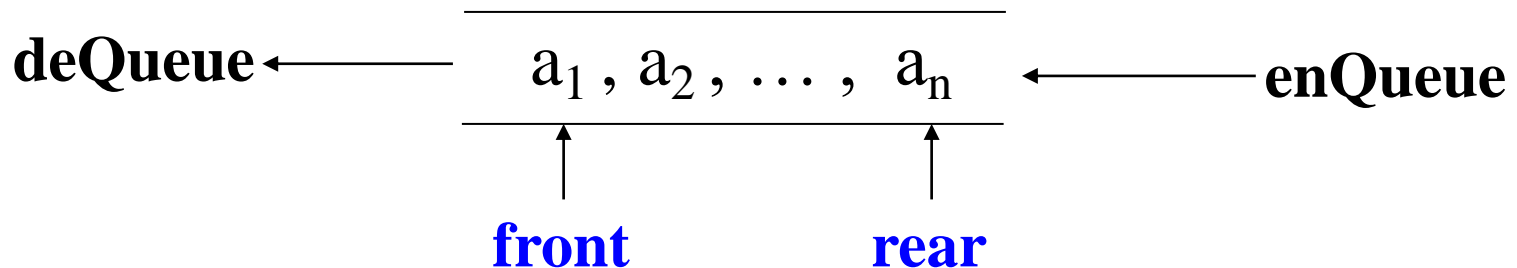 deQueue a₁ , a₂ , … , aₙ enQueue
front rear